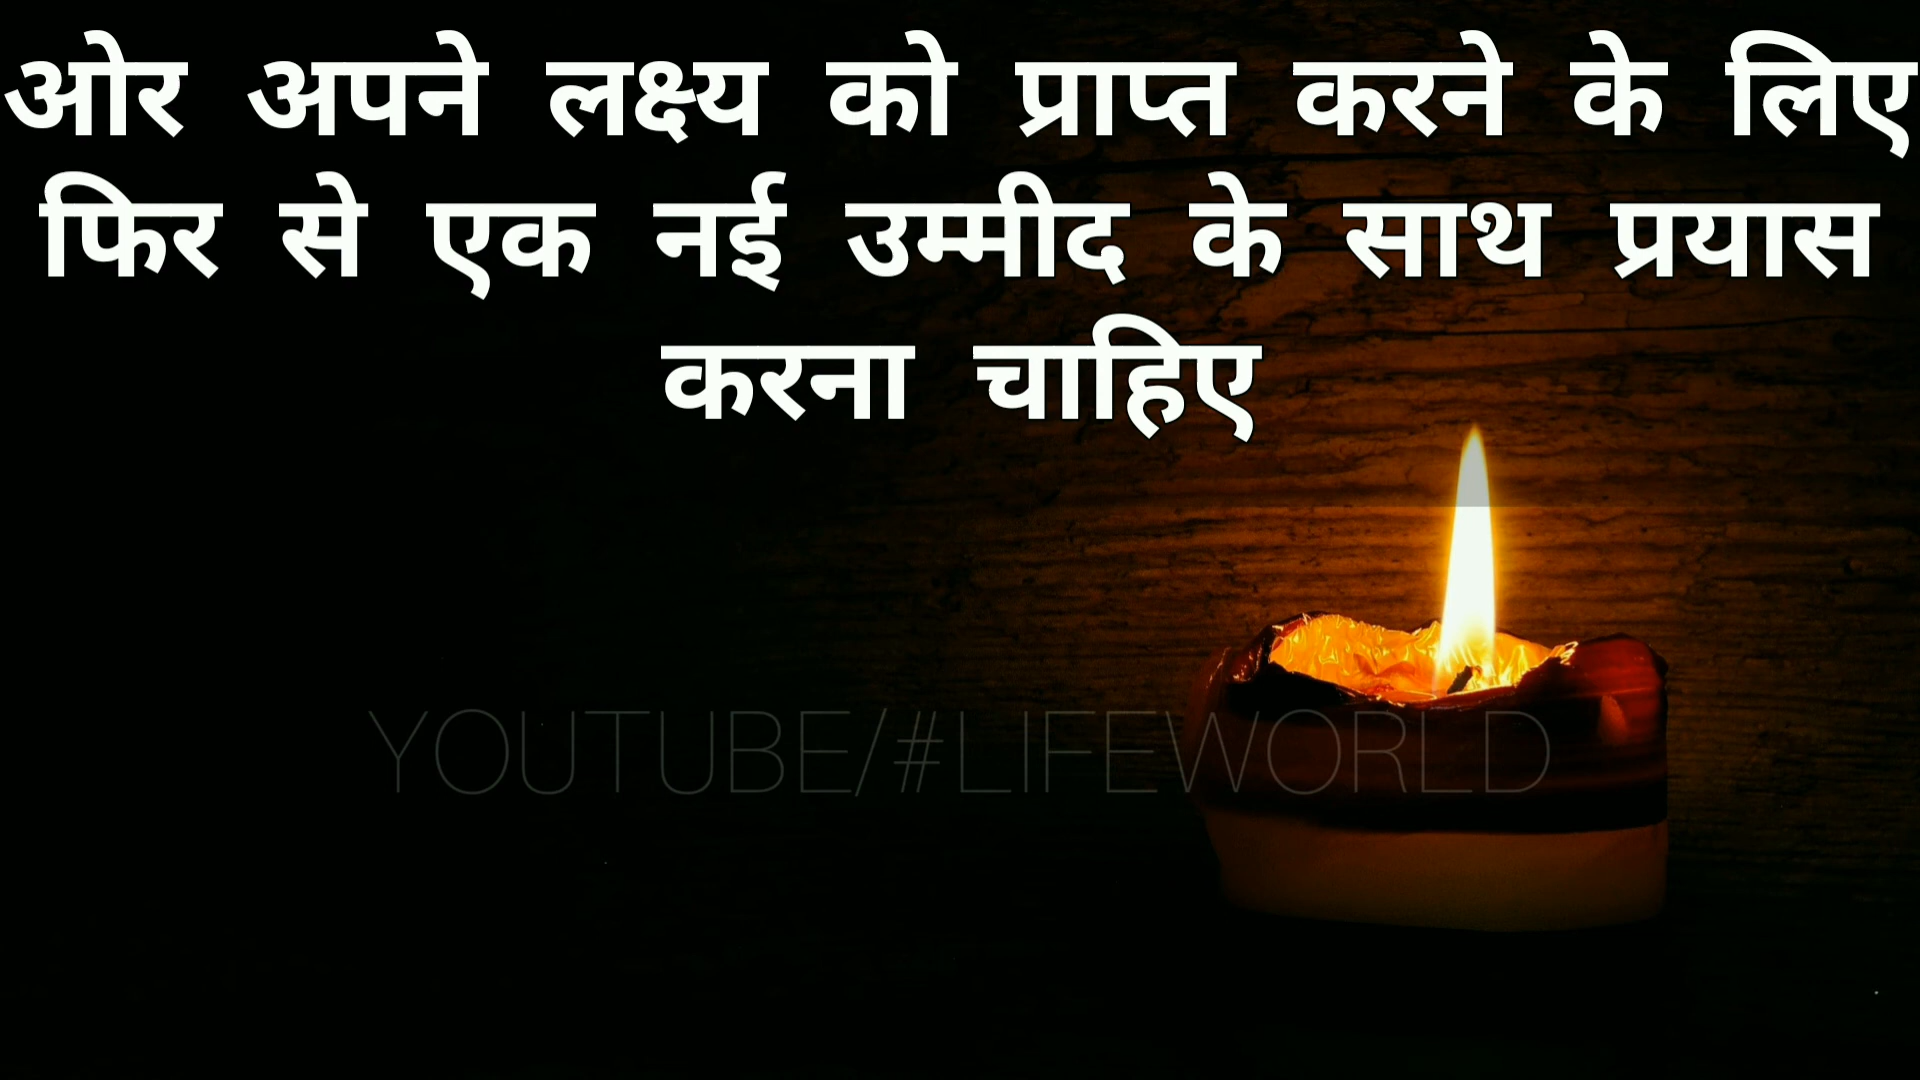 ओर अपने लक्ष्य को प्राप्त करने के लिए
फिर से एक नई उम्मीद के साथ प्रयास
करना चाहिए
YOUTUBE/#LIFEWORLD